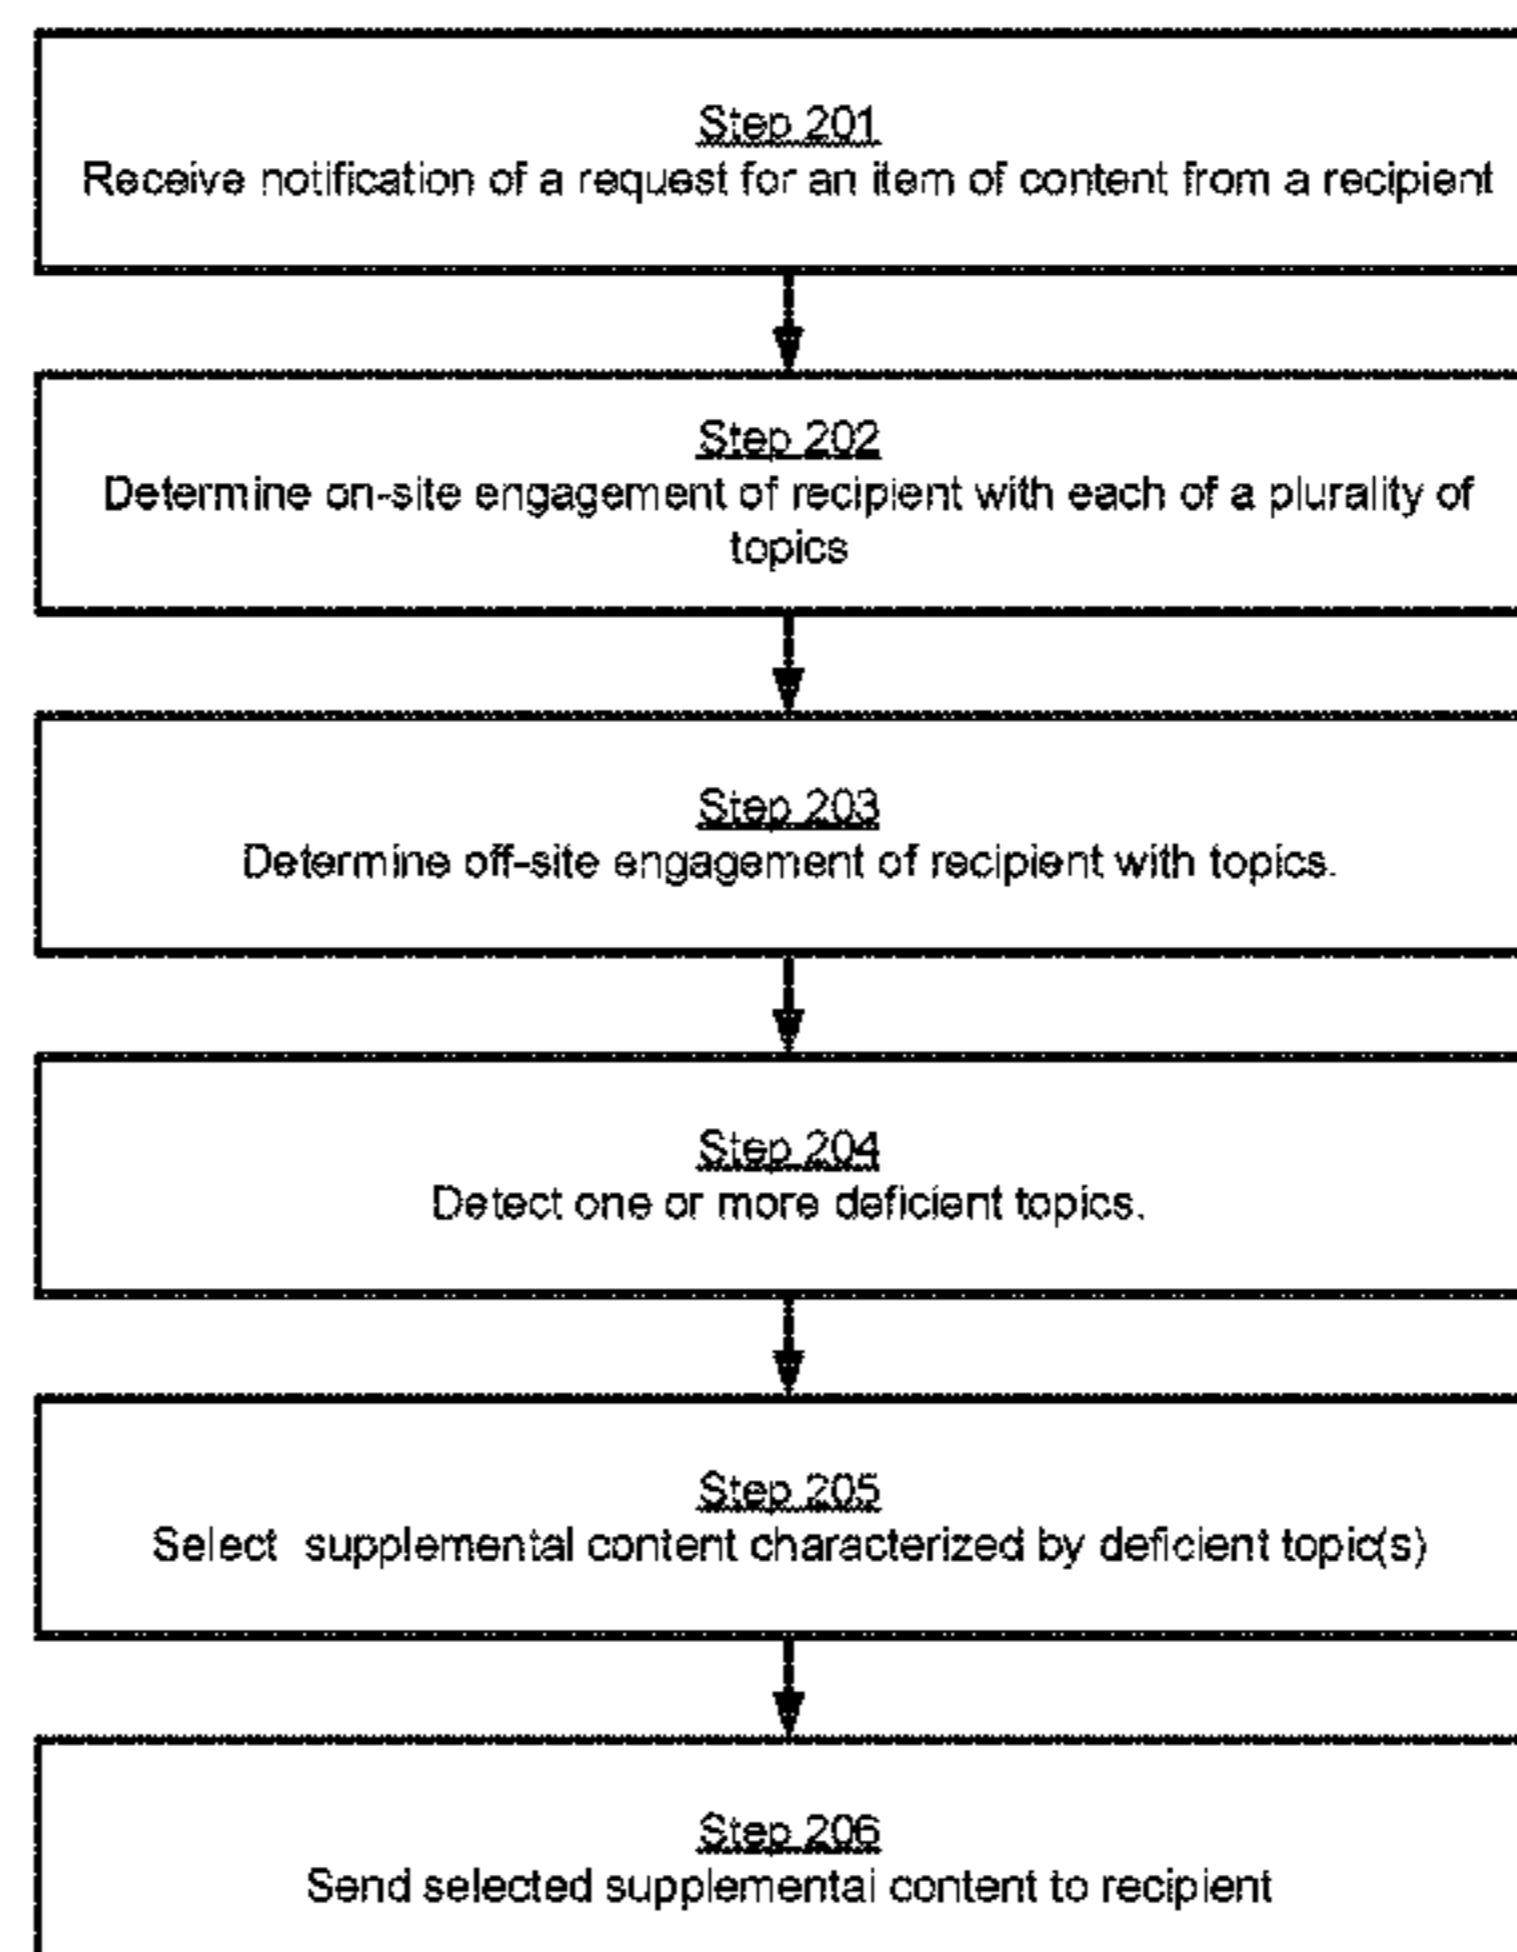 Step 201
Receive notification of a request for an item of content from a recipient
Step 202
Determine on-site engagement of recipient with each of a plurality of
topics
Step 203
Determine off-site engagement of recipient with topics.
Step 204
Detect one or more deficient topics.
Step 205
Select supplemental content characterized by deficient topic(s)
Step 206
Send selected supplemental content to recipient